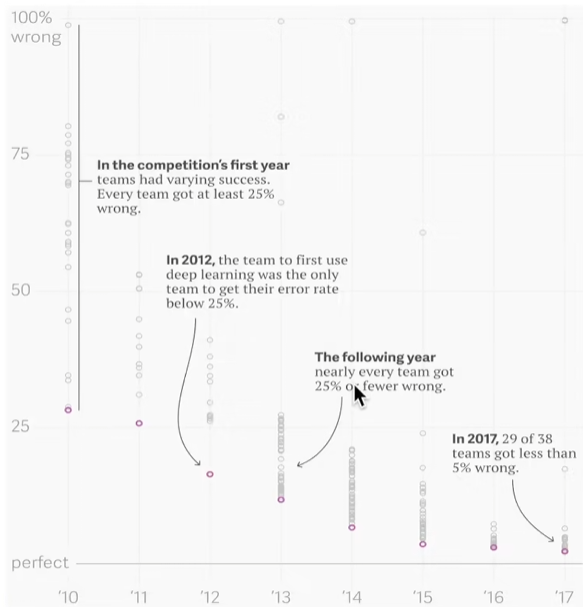 100%
wrong
75
In the competition's first year
teams had varying success.
Every team got at least 25%
wrong.
In 2012, the team to first use
deep learning was the only
team to get their error rate
below 25%.
50
The following year
nearly every team got
25% or fewer wrong.
25
In 2017, 29 of 38
teams got less than
5% wrong.
perfect
'10 '11 '12 '13 '14 '15 '16 '17